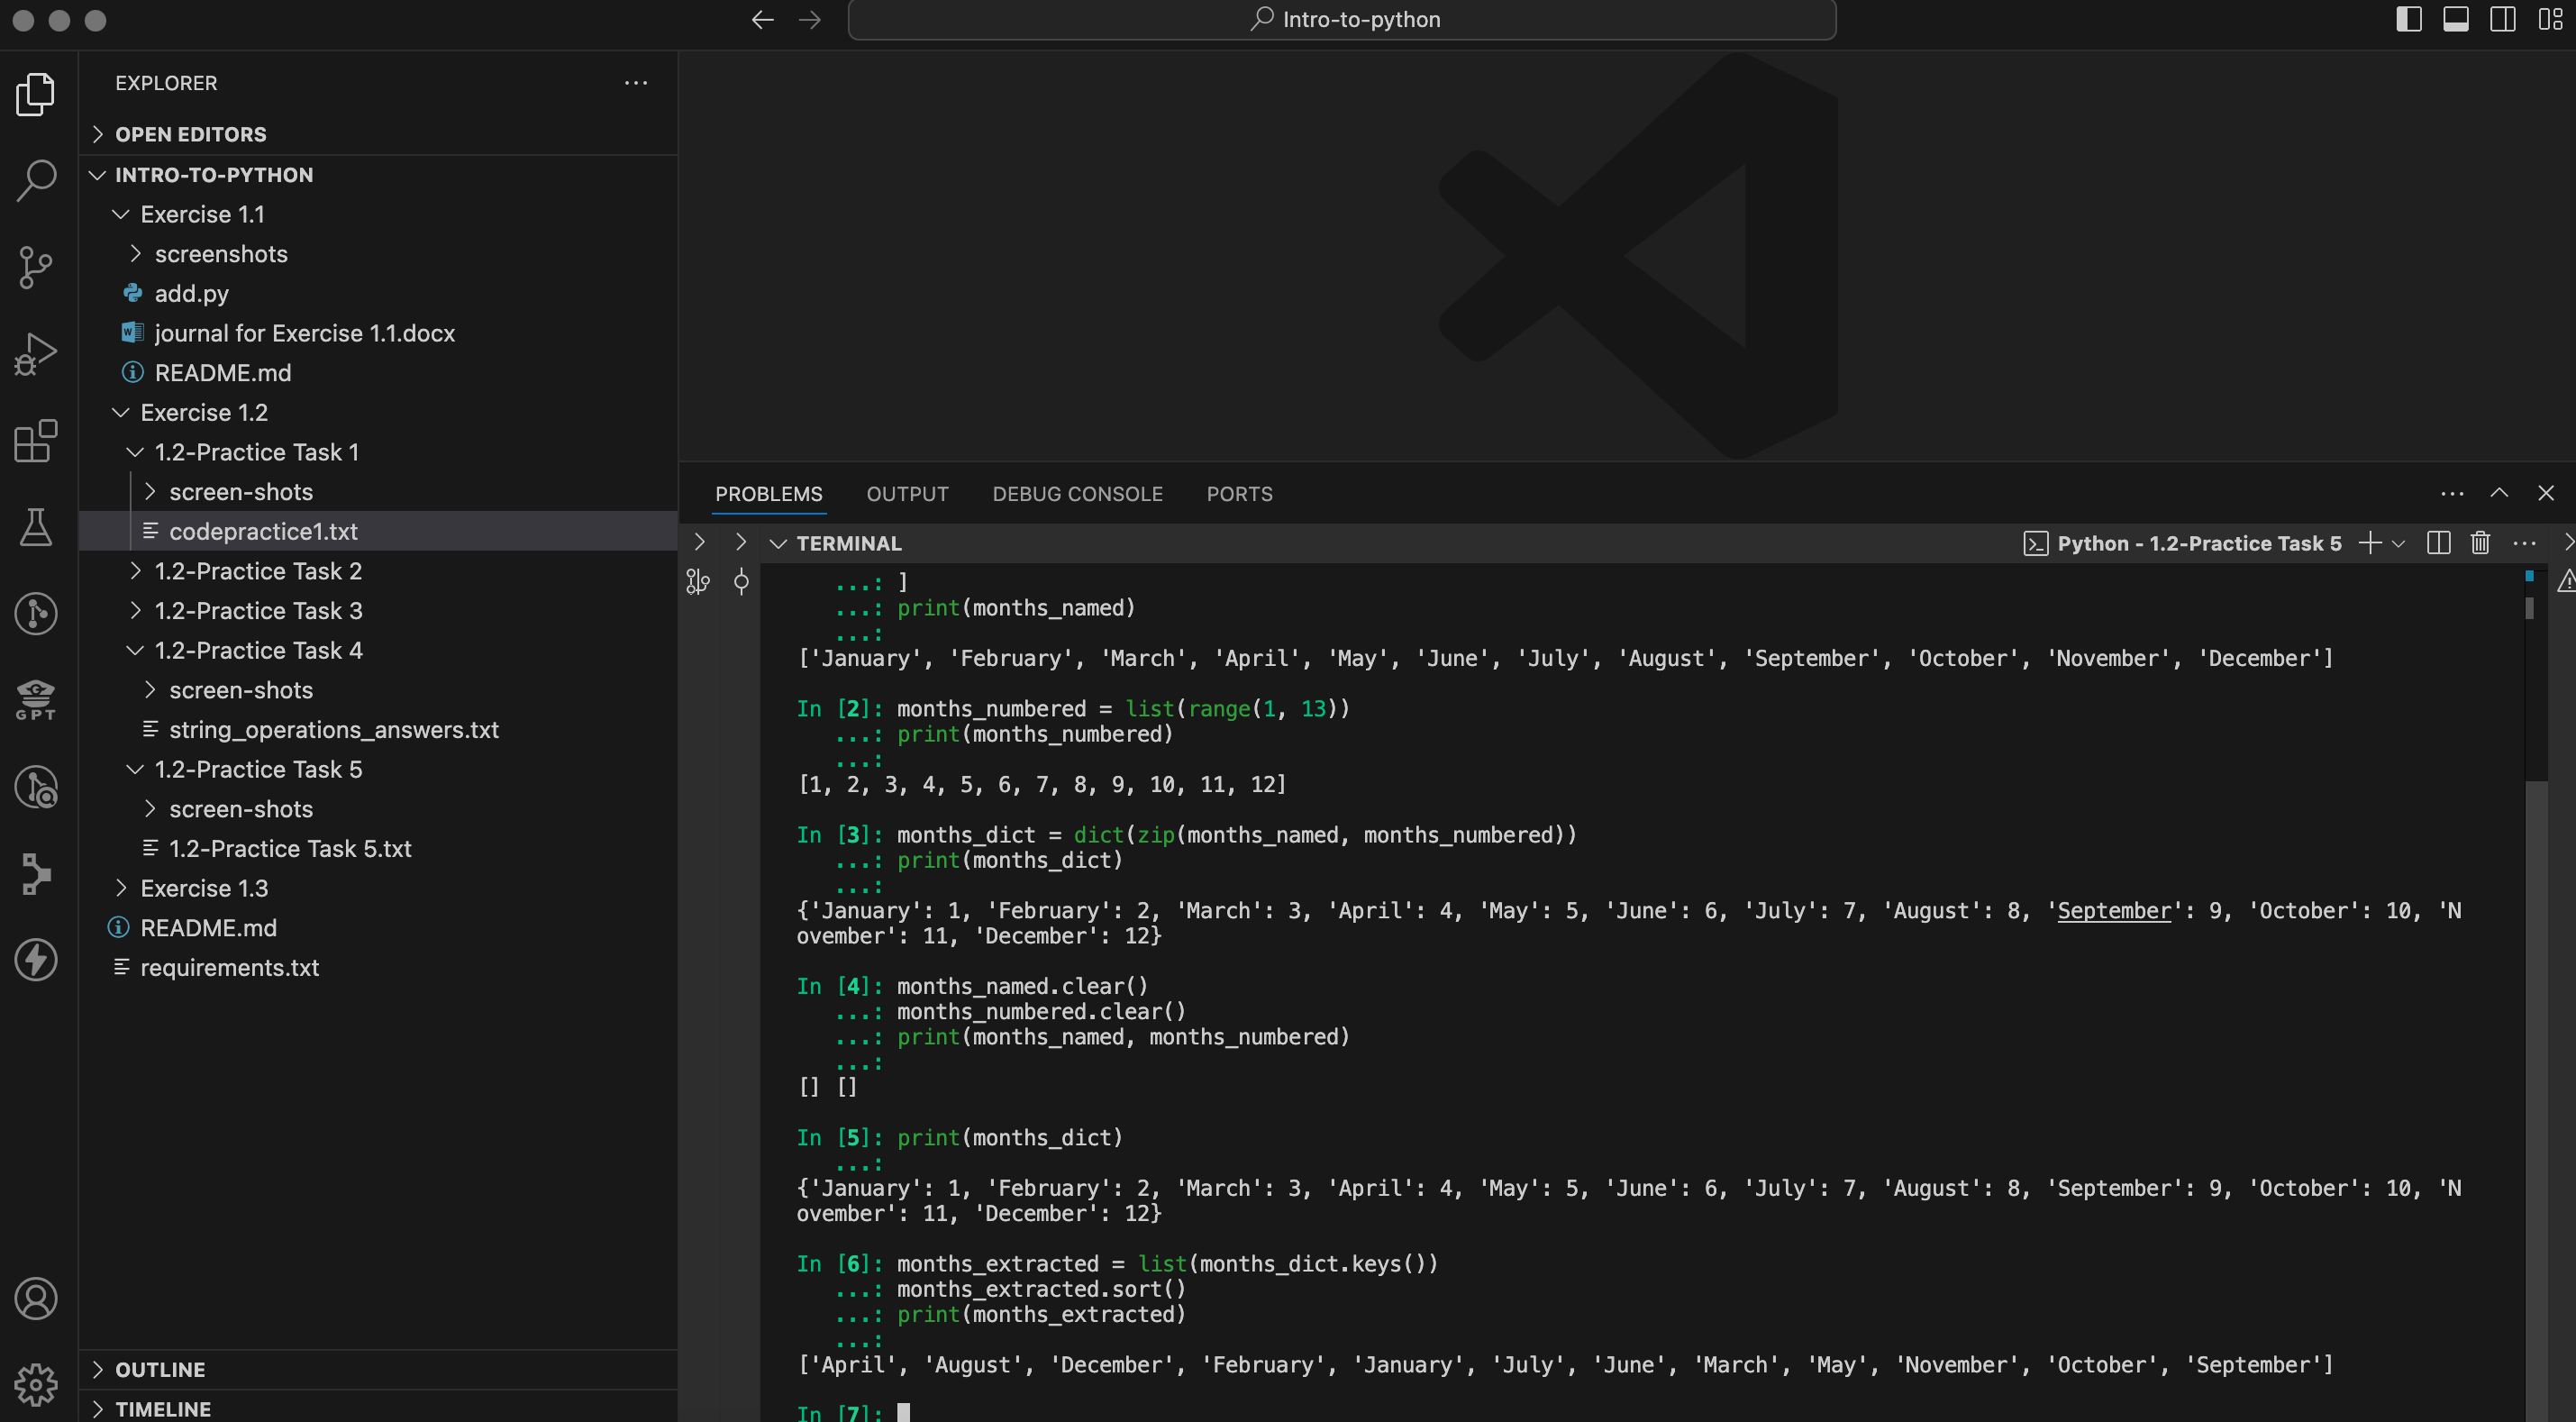 Intro-to-python
EXPLORER
OPEN EDITORS
INTRO-TO-PYTHON
Exercise 1.1
screenshots
add.py
journal for Exercise 1.1.docx
README.md
Exercise 1.2
1.2-Practice Task 1
screen-shots
codepractice1.txt
1.2-Practice Task 2
1.2-Practice Task 3
1.2-Practice Task 4
screen-shots
string_operations_answers.txt
1.2-Practice Task 5
screen-shots
1.2-Practice Task 5.txt
Exercise 1.3
README.md
requirements.txt
OUTLINE
TIMELINE
GPT
PROBLEMS OUTPUT DEBUG CONSOLE PORTS
TERMINAL Python - 1.2-Practice Task 5
...: ]
...: print(months_named)
...:
['January', 'February', 'March', 'April', 'May', 'June', 'July', 'August', 'September', 'October', 'November', 'December']
In [2]: months_numbered = list(range(1, 13))
...: print(months_numbered)
...:
[1, 2, 3, 4, 5, 6, 7, 8, 9, 10, 11, 12]
In [3]: months_dict = dict(zip(months_named, months_numbered))
...: print(months_dict)
...:
{'January': 1, 'February': 2, 'March': 3, 'April': 4, 'May': 5, 'June': 6, 'July': 7, 'August': 8, 'September': 9, 'October': 10, 'N
ovember': 11, 'December': 12}
In [4]: months_named.clear()
...: months_numbered.clear()
...: print(months_named, months_numbered)
...:
[] []
In [5]: print(months_dict)
...:
{'January': 1, 'February': 2, 'March': 3, 'April': 4, 'May': 5, 'June': 6, 'July': 7, 'August': 8, 'September': 9, 'October': 10, 'N
ovember': 11, 'December': 12}
In [6]: months_extracted = list(months_dict.keys())
...: months_extracted.sort()
...: print(months_extracted)
...:
['April', 'August', 'December', 'February', 'January', 'July', 'June', 'March', 'May', 'November', 'October', 'September']
In [7]: